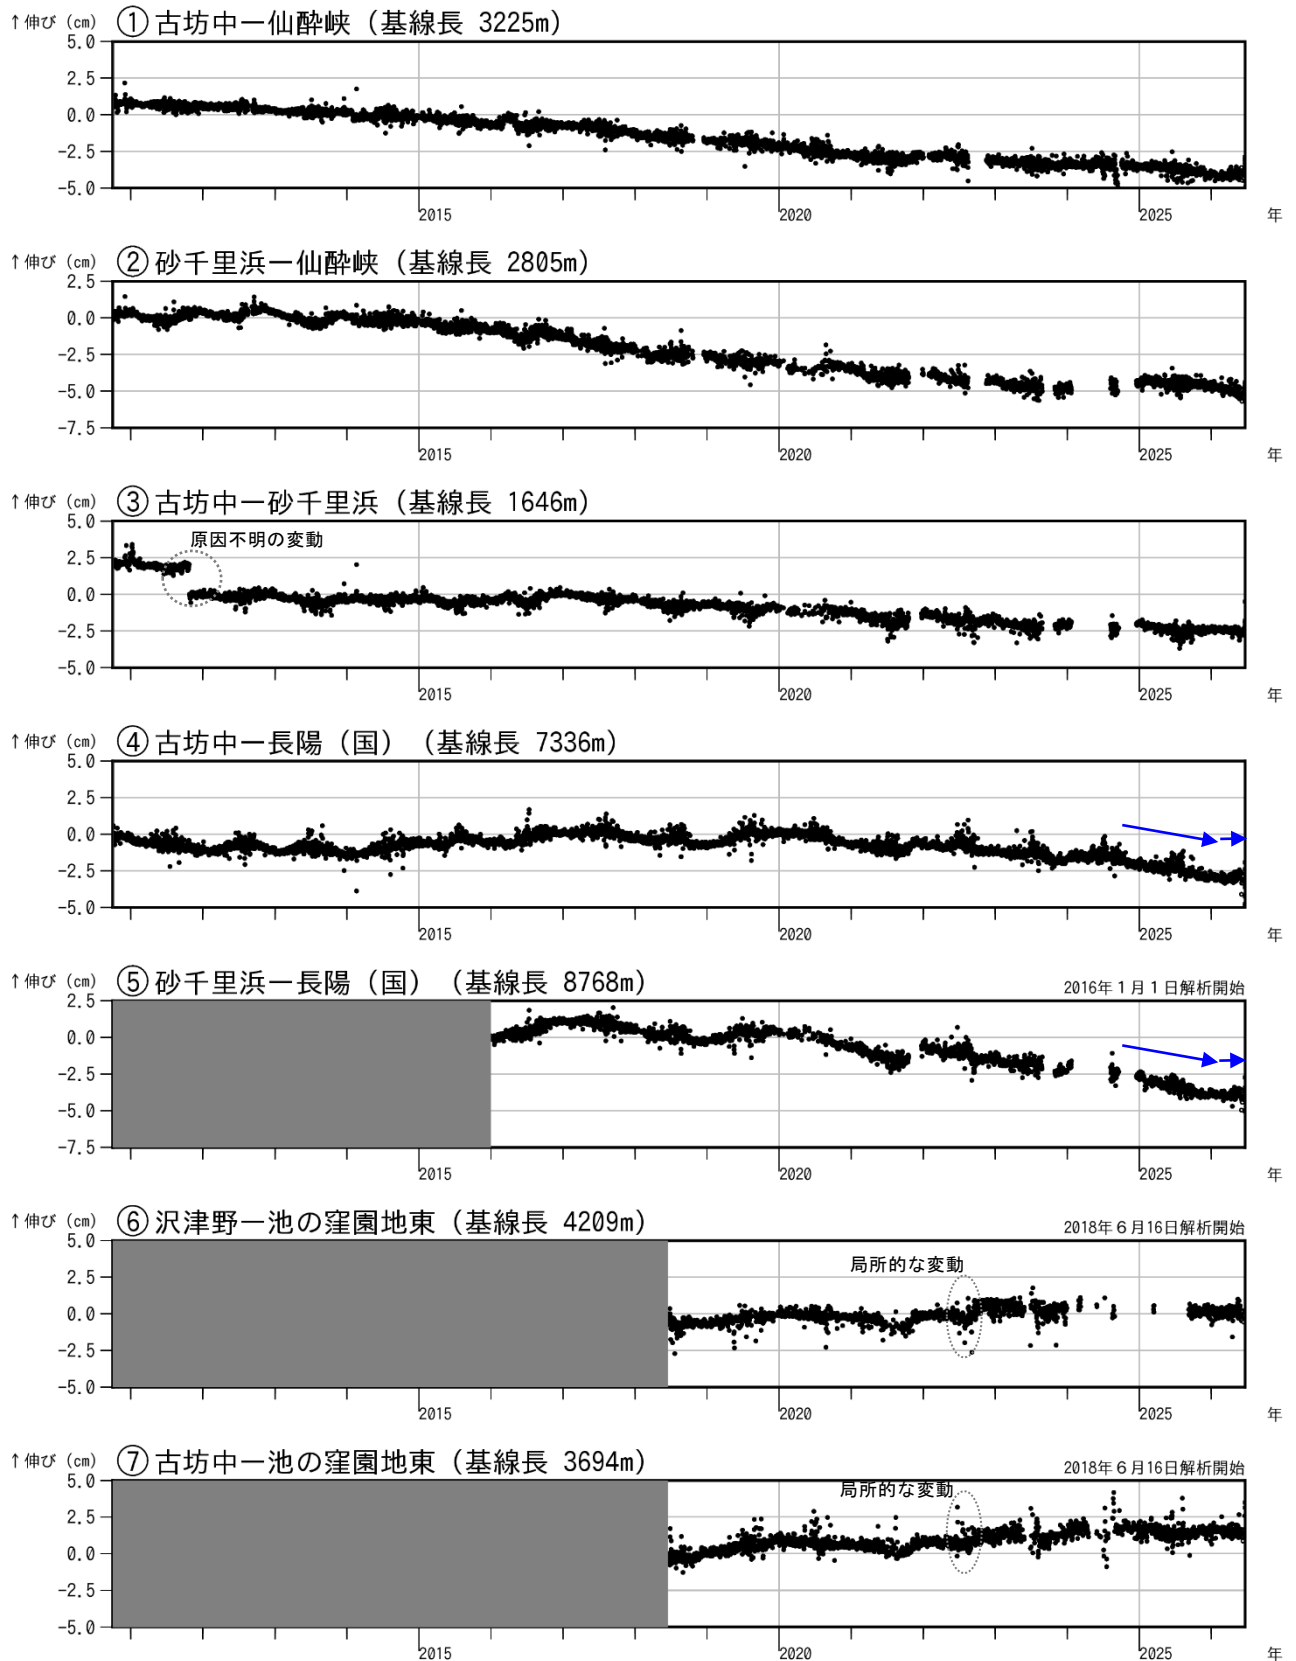 ↑伸び（cm） ①古坊中ー仙酔峡（基線長 3225m）
5.0
2.5
0.0
-2.5
-5.0
2015 2020 2025 年
↑伸び（cm） ②砂千里浜ー仙酔峡（基線長 2805m）
2.5
0.0
-2.5
-5.0
-7.5
2015 2020 2025 年
↑伸び（cm） ③古坊中ー砂千里浜（基線長 1646m）
5.0
原因不明の変動
2.5
0.0
-2.5
-5.0
2015 2020 2025 年
↑伸び（cm） ④古坊中ー長陽（国）（基線長 7336m）
5.0
2.5
0.0
-2.5
-5.0
2015 2020 2025 年
↑伸び（cm） ⑤砂千里浜ー長陽（国）（基線長 8768m） 2016年１月１日解析開始
2.5
0.0
-2.5
-5.0
-7.5
2015 2020 2025 年
↑伸び（cm） ⑥沢津野ー池の窪園地東（基線長 4209m） 2018年６月16日解析開始
5.0
局所的な変動
2.5
0.0
-2.5
-5.0
2015 2020 2025 年
↑伸び（cm） ⑦古坊中ー池の窪園地東（基線長 3694m） 2018年６月16日解析開始
5.0
局所的な変動
2.5
0.0
-2.5
-5.0
2015 2020 2025 年